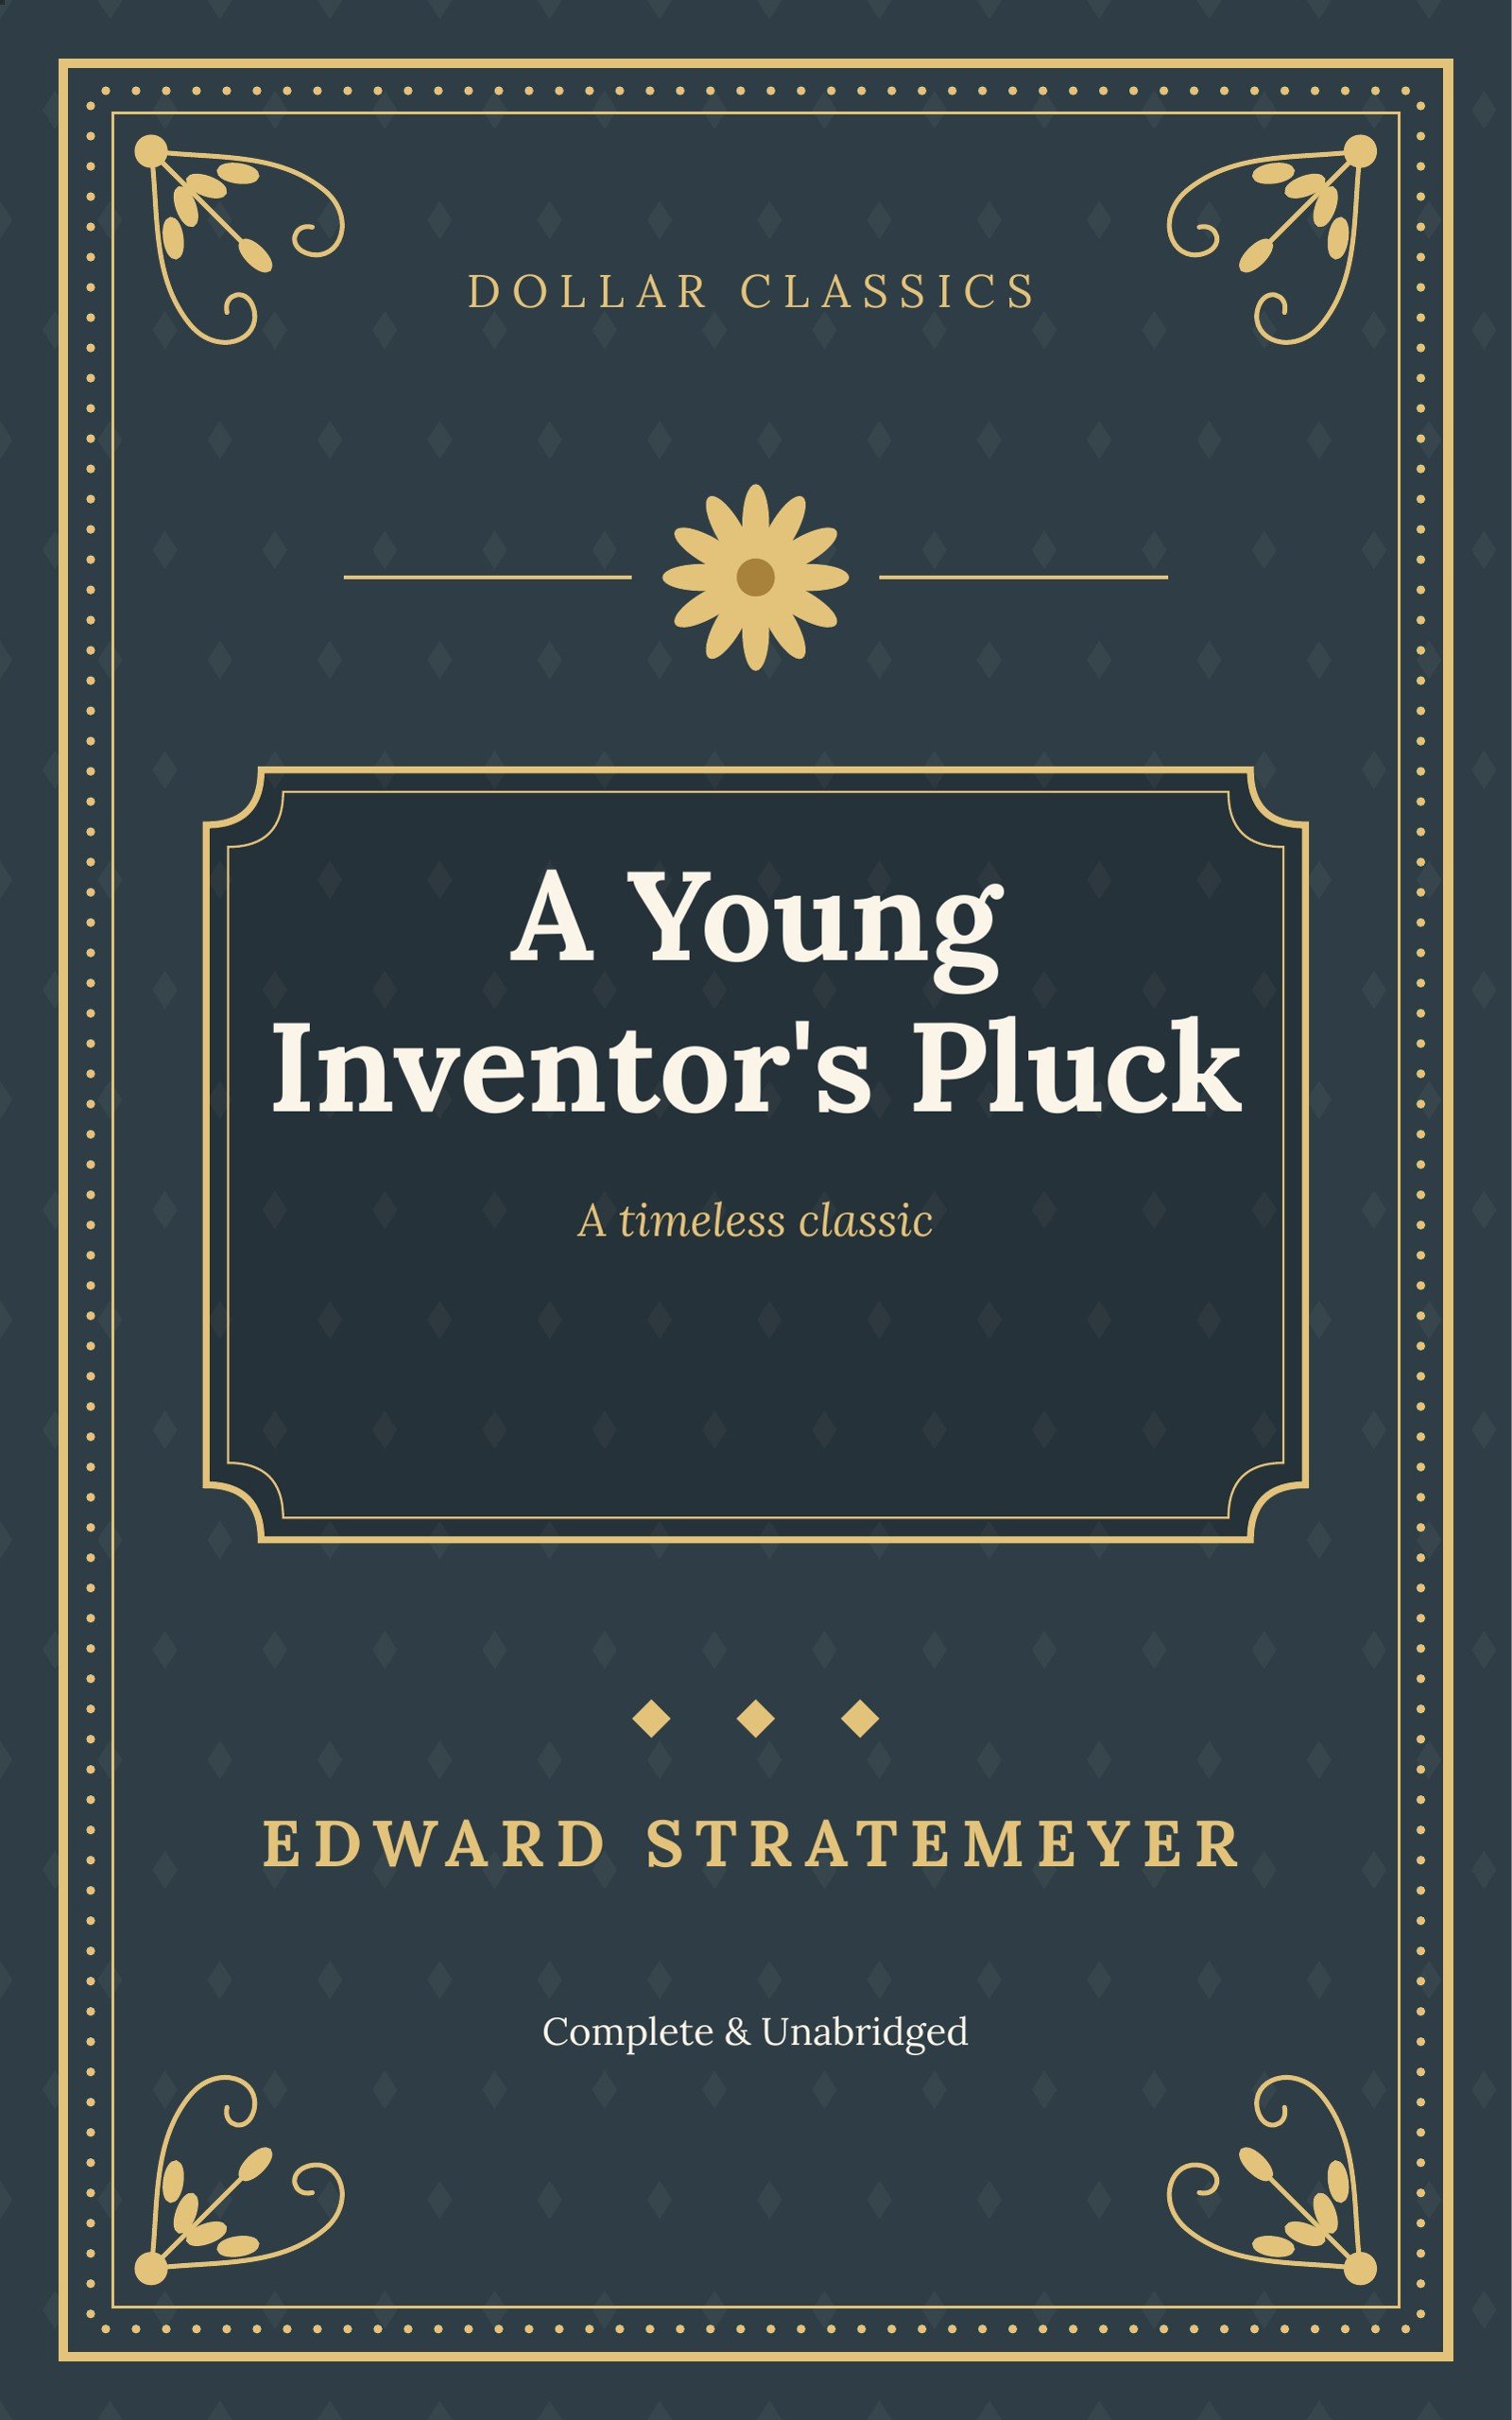 DOLLAR CLASSICS
A Young
Inventor's Pluck
A timeless classic
EDWARD STRATEMEYER
Complete & Unabridged